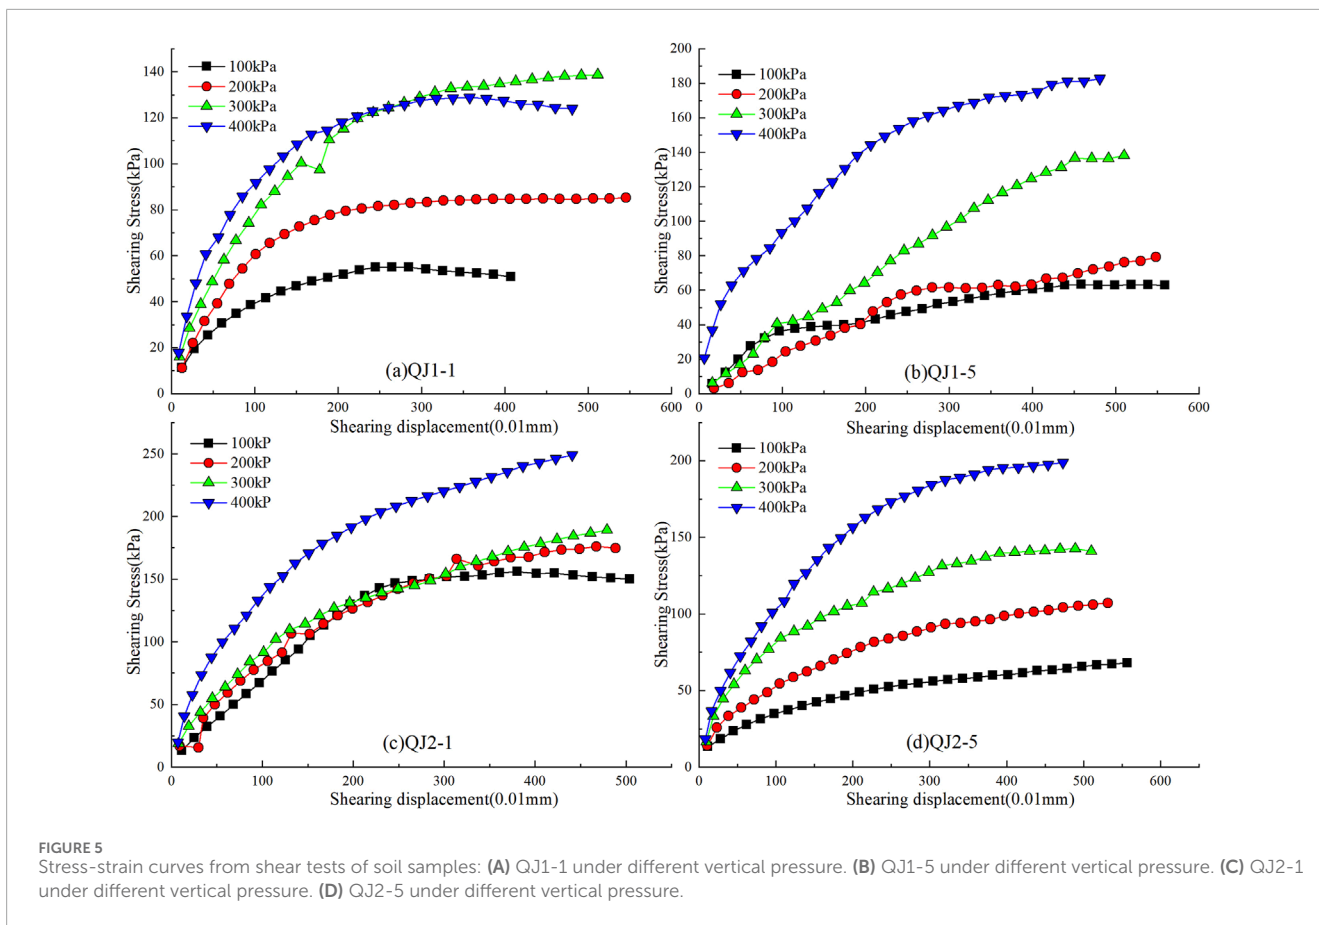 140
120
100
80
60
40
20
0
Shearing Stress(kPa)
100kPa
200kPa
300kPa
400kPa
(a)QJ1-1
0 100 200 300 400 500 600
Shearing displacement(0.01mm)
200
180
160
140
120
100
80
60
40
20
0
Shearing Stress(kPa)
100kPa
200kPa
300kPa
400kPa
(b)QJ1-5
0 100 200 300 400 500 600
Shearing displacement(0.01mm)
250
200
150
100
50
0
Shearing Stress(kPa)
100kP
200kP
300kP
400kP
(c)QJ2-1
0 100 200 300 400 500
Shearing displacement(0.01mm)
200
150
100
50
0
Shearing Stress(kPa)
100kPa
200kPa
300kPa
400kPa
(d)QJ2-5
0 100 200 300 400 500 600
Shearing displacement(0.01mm)
FIGURE 5
Stress-strain curves from shear tests of soil samples: (A) QJ1-1 under different vertical pressure. (B) QJ1-5 under different vertical pressure. (C) QJ2-1
under different vertical pressure. (D) QJ2-5 under different vertical pressure.